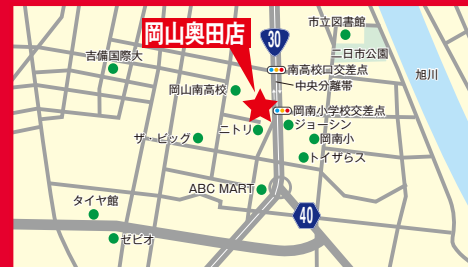 市立図書館
岡山奥田店
30
吉備国際大
二日市公園
南高校口交差点
旭川
岡山南高校
中央分離帯
岡南小学校交差点
ニトリ
ジョーシン
ザ・ビッグ
岡南小
トイザらス
ABC MART
タイヤ館
40
ゼビオ